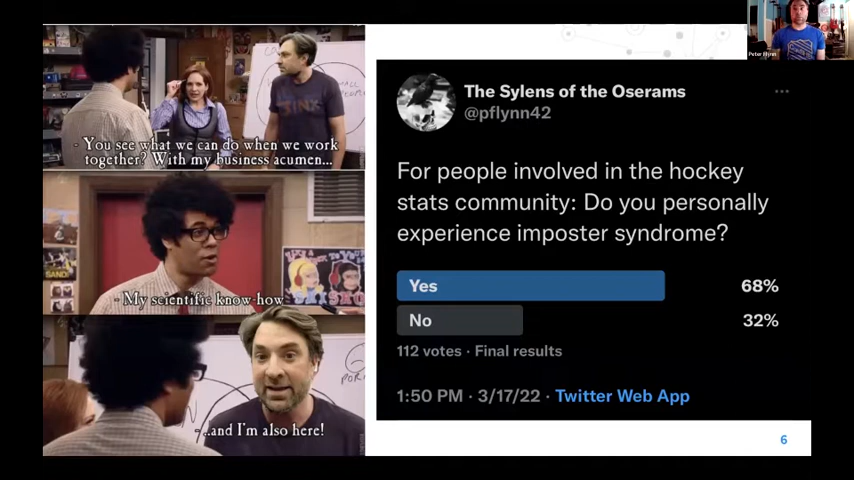 - You see what we can do when we work
together? With my business acumen...
- My scientific know-how
- ..and I'm also here!
The Sylens of the Oserams
@pflynn42
For people involved in the hockey
stats community: Do you personally
experience imposter syndrome?
Yes 68%
No 32%
112 votes · Final results
1:50 PM · 3/17/22 · Twitter Web App
6